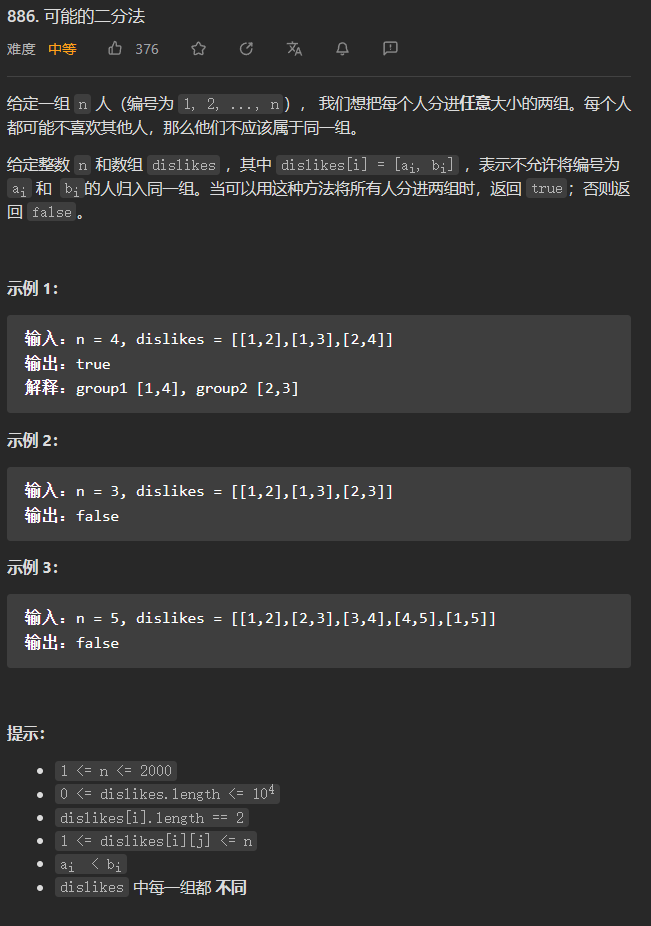 886. 可能的二分法
难度 中等 376
给定一组 n 人（编号为 1, 2, ..., n）， 我们想把每个人分进任意大小的两组。每个人
都可能不喜欢其他人，那么他们不应该属于同一组。
给定整数 n 和数组 dislikes ，其中 dislikes[i] = [ai, bi] ，表示不允许将编号为
ai 和 bi的人归入同一组。当可以用这种方法将所有人分进两组时，返回 true；否则返
回 false。
示例 1：
输入：n = 4, dislikes = [[1,2],[1,3],[2,4]]
输出：true
解释：group1 [1,4], group2 [2,3]
示例 2：
输入：n = 3, dislikes = [[1,2],[1,3],[2,3]]
输出：false
示例 3：
输入：n = 5, dislikes = [[1,2],[2,3],[3,4],[4,5],[1,5]]
输出：false
提示：
1 <= n <= 2000
0 <= dislikes.length <= 10⁴
dislikes[i].length == 2
1 <= dislikes[i][j] <= n
ai < bi
dislikes 中每一组都 不同